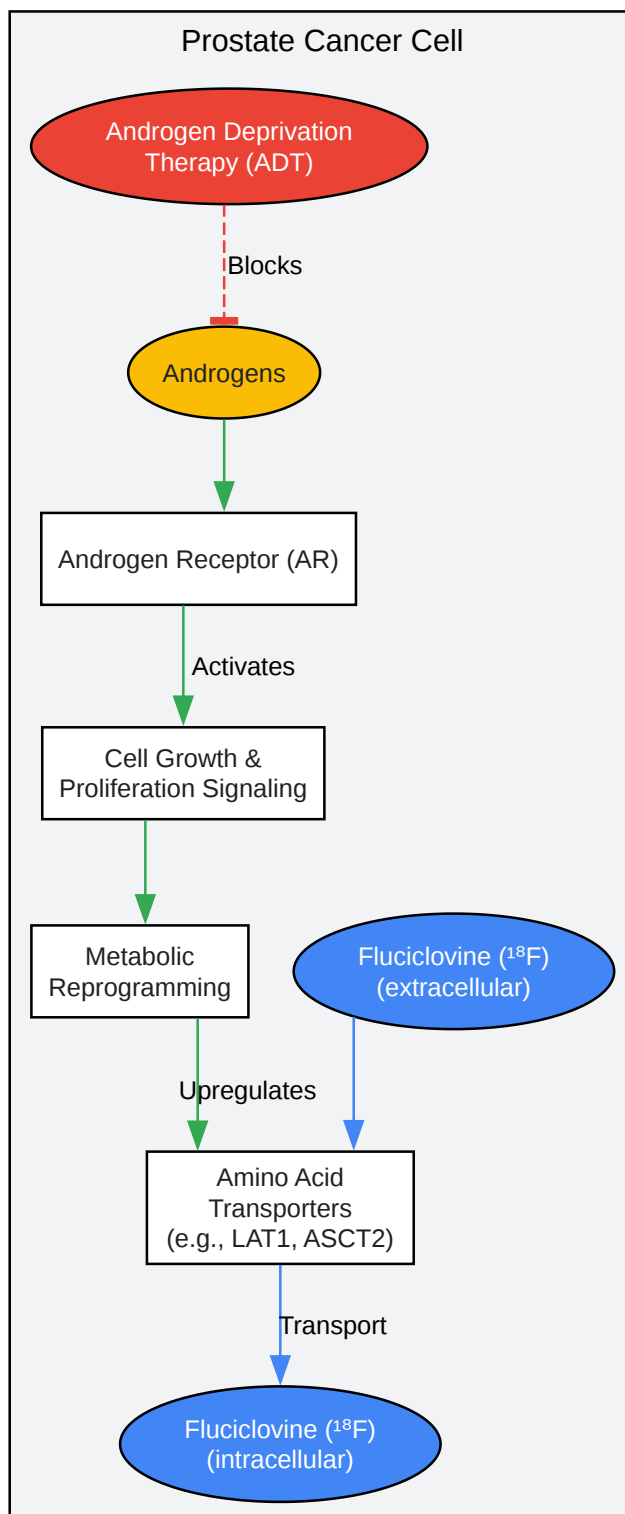 Prostate Cancer Cell
Androgen Deprivation
Therapy (ADT)
Blocks
Androgens
Androgen Receptor (AR)
Activates
Cell Growth &
Proliferation Signaling
Metabolic
Reprogramming
Fluciclovine (¹⁸F)
(extracellular)
Upregulates
Amino Acid
Transporters
(e.g., LAT1, ASCT2)
Transport
Fluciclovine (¹⁸F)
(intracellular)